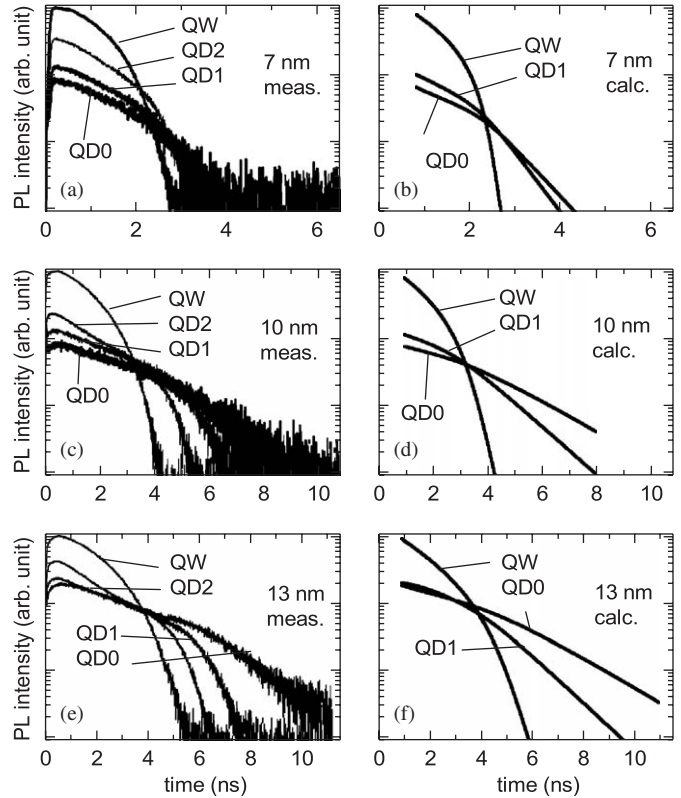 PL intensity (arb. unit)
QW
QD2
QD1
QD0
7 nm
meas.
(a)
0 2 4 6
QW
QD1
QD0
7 nm
calc.
(b)
0 2 4 6
PL intensity (arb. unit)
QW
QD2
QD1
QD0
10 nm
meas.
(c)
0 2 4 6 8 10
QW
QD1
QD0
10 nm
calc.
(d)
0 2 4 6 8 10
PL intensity (arb. unit)
QW
QD2
QD1
QD0
13 nm
meas.
(e)
0 2 4 6 8 10
time (ns)
QW
QD0
QD1
13 nm
calc.
(f)
0 2 4 6 8 10
time (ns)